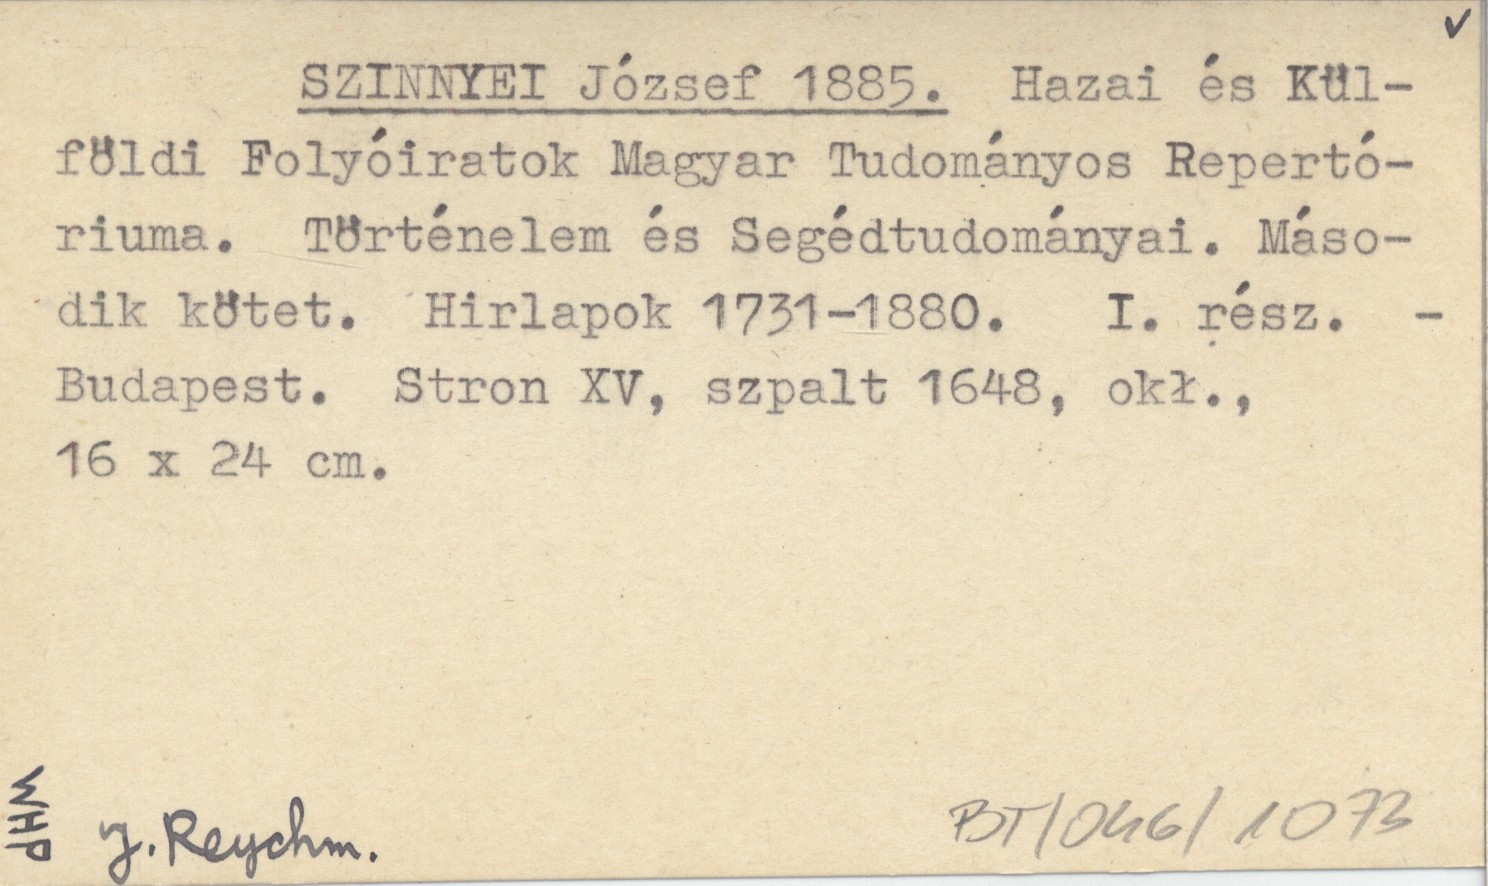 ✓
SZINNYEI József 1885. Hazai és Kül-
földi Folyóiratok Magyar Tudományos Repertó-
riuma. Történelem és Segédtudományai. Máso-
dik kötet. Hirlapok 1731-1880. I. rész. -
Budapest. Stron XV, szpalt 1648, okł.,
16 x 24 cm.
WHP
J. Reychm.
BT/046/1073